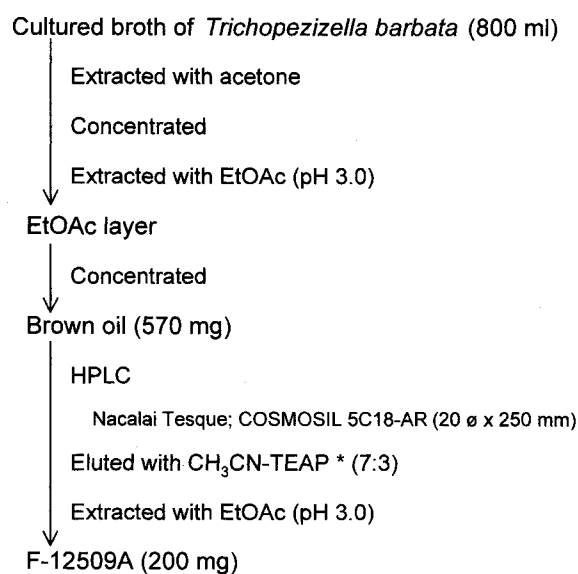 Cultured broth of Trichopezizella barbata (800 ml)
Extracted with acetone
Concentrated
Extracted with EtOAc (pH 3.0)
EtOAc layer
Concentrated
Brown oil (570 mg)
HPLC
Nacalai Tesque; COSMOSIL 5C18-AR (20 ø x 250 mm)
Eluted with CH₃CN-TEAP * (7:3)
Extracted with EtOAc (pH 3.0)
F-12509A (200 mg)